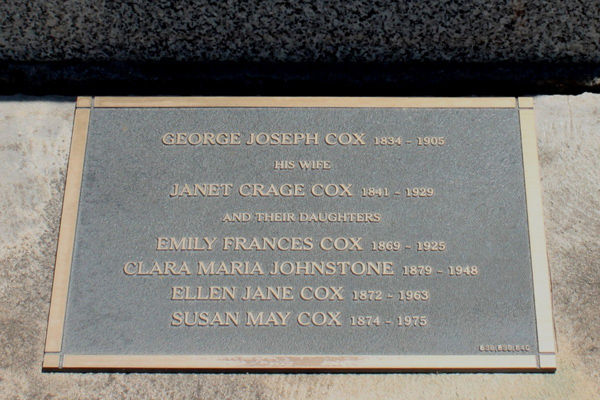 GEORGE JOSEPH COX 1834 - 1905
HIS WIFE
JANET CRAGE COX 1841 - 1929
AND THEIR DAUGHTERS
EMILY FRANCES COX 1869 - 1925
CLARA MARIA JOHNSTONE 1879 - 1948
ELLEN JANE COX 1872 - 1963
SUSAN MAY COX 1874 - 1975